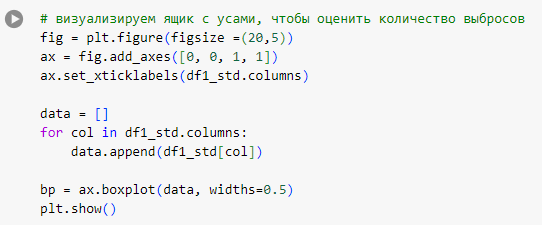 # визуализируем ящик с усами, чтобы оценить количество выбросов
fig = plt.figure(figsize =(20,5))
ax = fig.add_axes([0, 0, 1, 1])
ax.set_xticklabels(df1_std.columns)
data = []
for col in df1_std.columns:
    data.append(df1_std[col])
bp = ax.boxplot(data, widths=0.5)
plt.show()